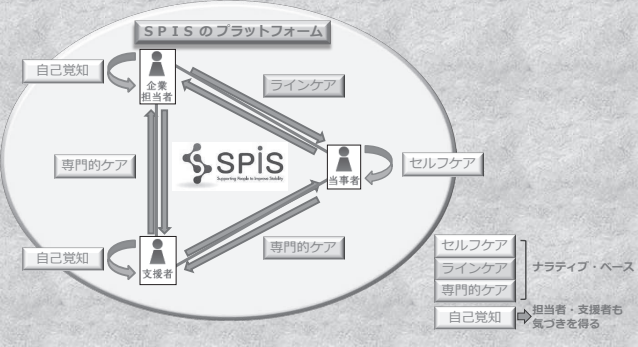 SPISのプラットフォーム
自己覚知
企業
担当者
ラインケア
専門的ケア
SPIS
Supporting People to Improve Stability
当事者
セルフケア
自己覚知
支援者
専門的ケア
セルフケア
ラインケア
専門的ケア
ナラティブ・ベース
自己覚知
担当者・支援者も
気づきを得る